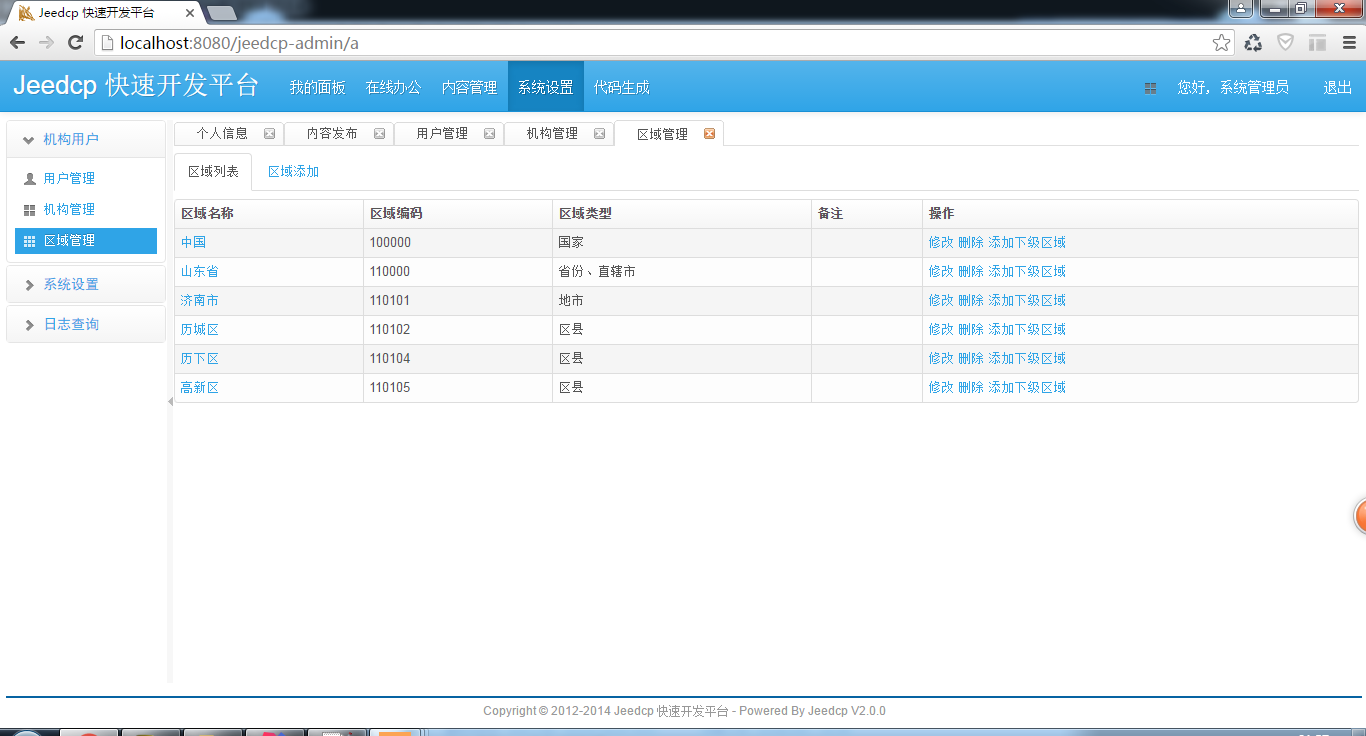 Jeedcp 快速开发平台
localhost:8080/jeedcp-admin/a
Jeedcp 快速开发平台 我的面板 在线办公 内容管理 系统设置 代码生成 您好，系统管理员 退出
机构用户
用户管理
机构管理
区域管理
系统设置
日志查询
个人信息 内容发布 用户管理 机构管理 区域管理
区域列表 区域添加
区域名称 区域编码 区域类型 备注 操作
中国 100000 国家 修改 删除 添加下级区域
山东省 110000 省份、直辖市 修改 删除 添加下级区域
济南市 110101 地市 修改 删除 添加下级区域
历城区 110102 区县 修改 删除 添加下级区域
历下区 110104 区县 修改 删除 添加下级区域
高新区 110105 区县 修改 删除 添加下级区域
Copyright © 2012-2014 Jeedcp 快速开发平台 - Powered By Jeedcp V2.0.0